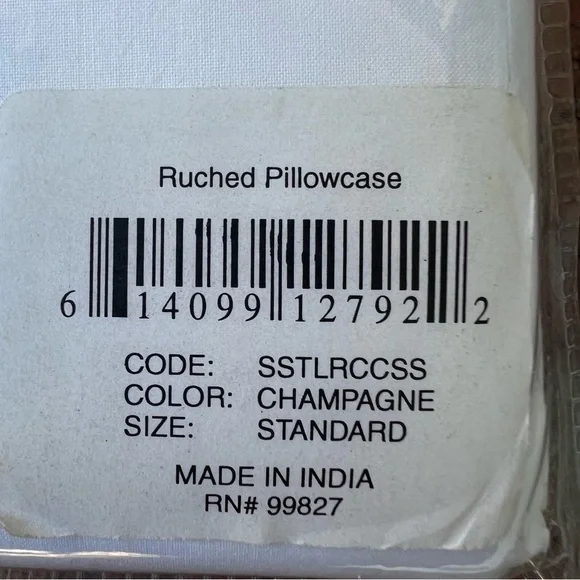 Ruched Pillowcase
6 14099 12792 2
CODE: SSTLRCCSS
COLOR: CHAMPAGNE
SIZE: STANDARD
MADE IN INDIA
RN# 99827